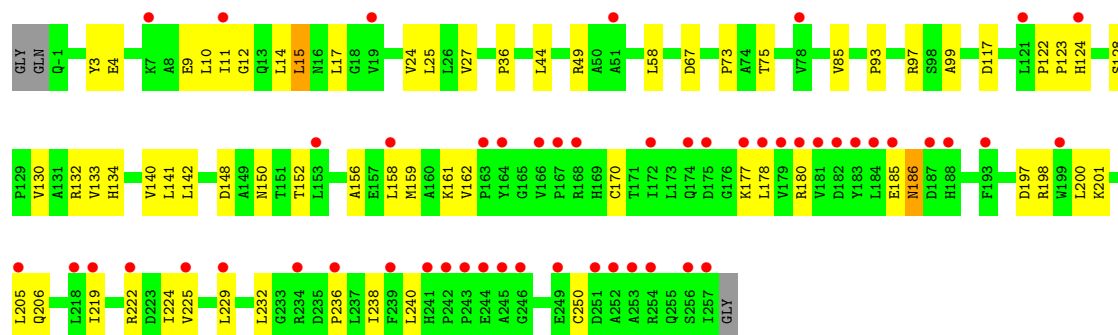 GLY GLN Q-1 Y3 E4 K7 A8 E9 L10 I11 G12 Q13 L14 L15 N16 L17 G18 V19 V24 L25 L26 V27 P36 L44 R49 A50 A51 L58 D67 P73 A74 T75 V78 V85 P93 R97 S98 A99 D117 L121 P122 P123 H124 S128
P129 V130 A131 R132 V133 H134 V140 L141 L142 D148 A149 N150 T151 T152 L153 A156 E157 L158 M159 A160 K161 V162 P163 Y164 G165 V166 P167 R168 H169 C170 T171 I172 L173 Q174 D175 G176 K177 L178 V179 R180 V181 D182 Y183 L184 E185 N186 D187 H188 F193 D197 R198 W199 L200 K201
L205 Q206 L218 I219 R222 D223 I224 V225 L229 L232 G233 R234 D235 P236 L237 I238 F239 L240 H241 P242 P243 E244 A245 G246 E249 C250 D251 A252 A253 R254 Q255 S256 I257 GLY